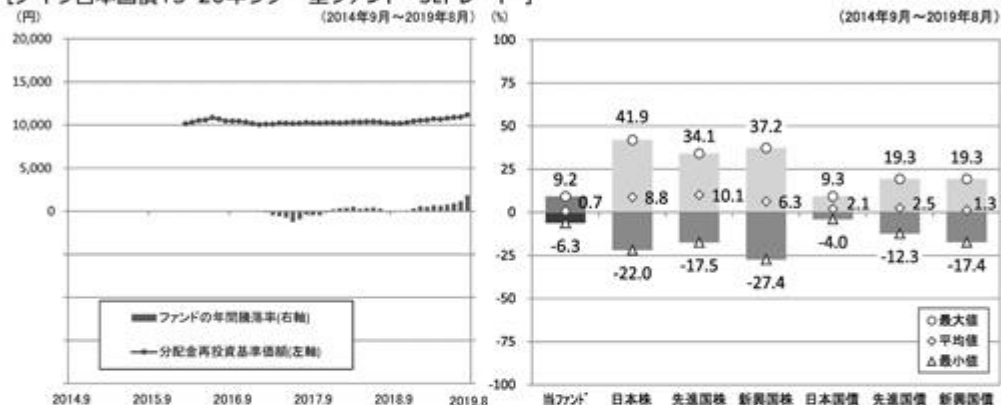 (円)
(2014年9月～2019年8月)
20,000
15,000
10,000
5,000
0
ファンドの年間騰落率(右軸)
分配金再投資基準価額(左軸)
2014.9 2015.9 2016.9 2017.9 2018.9 2019.8
(%)
100
75
50
25
0
-25
-50
-75
-100
(2014年9月～2019年8月)
100
41.9 34.1 37.2
9.2 9.3 19.3 19.3
0.7 8.8 10.1 6.3 2.1 2.5 1.3
-6.3 -22.0 -17.5 -27.4 -4.0 -12.3 -17.4
最大値
平均値
最小値
当ファンド 日本株 先進国株 新興国株 日本国債 先進国債 新興国債